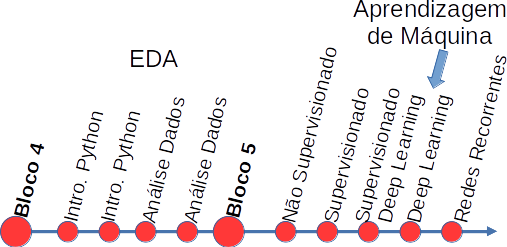 Aprendizagem
de Máquina
EDA
Bloco 4
Intro. Python
Intro. Python
Análise Dados
Análise Dados
Bloco 5
Não Supervisionado
Supervisionado
Supervisionado
Deep Learning
Deep Learning
Redes Recorrentes